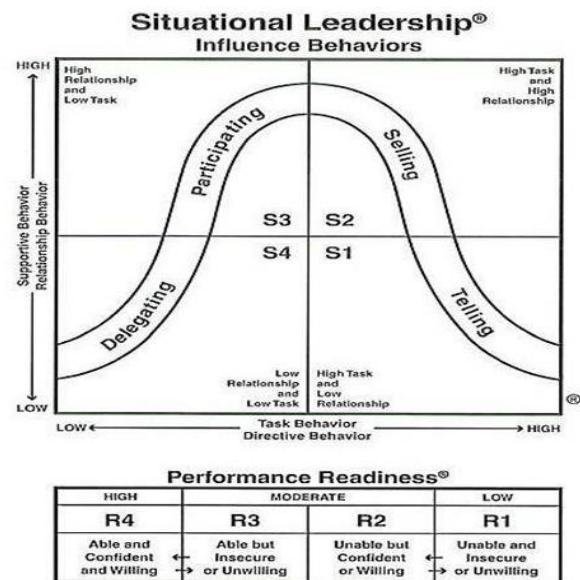 Situational Leadership®
Influence Behaviors
HIGH
High
Relationship
and
Low Task
High Task
and
High
Relationship
Participating
Selling
S3 S2
S4 S1
Supportive Behavior
Relationship Behavior
Delegating
Telling
Low
Relationship
and
Low Task
High Task
and
Low
Relationship
LOW
®
LOW
Task Behavior
Directive Behavior
HIGH
Performance Readiness®
HIGH MODERATE LOW
R4 R3 R2 R1
Able and Able but Unable but Unable and
Confident Insecure Confident Insecure
and Willing or Unwilling or Willing or Unwilling